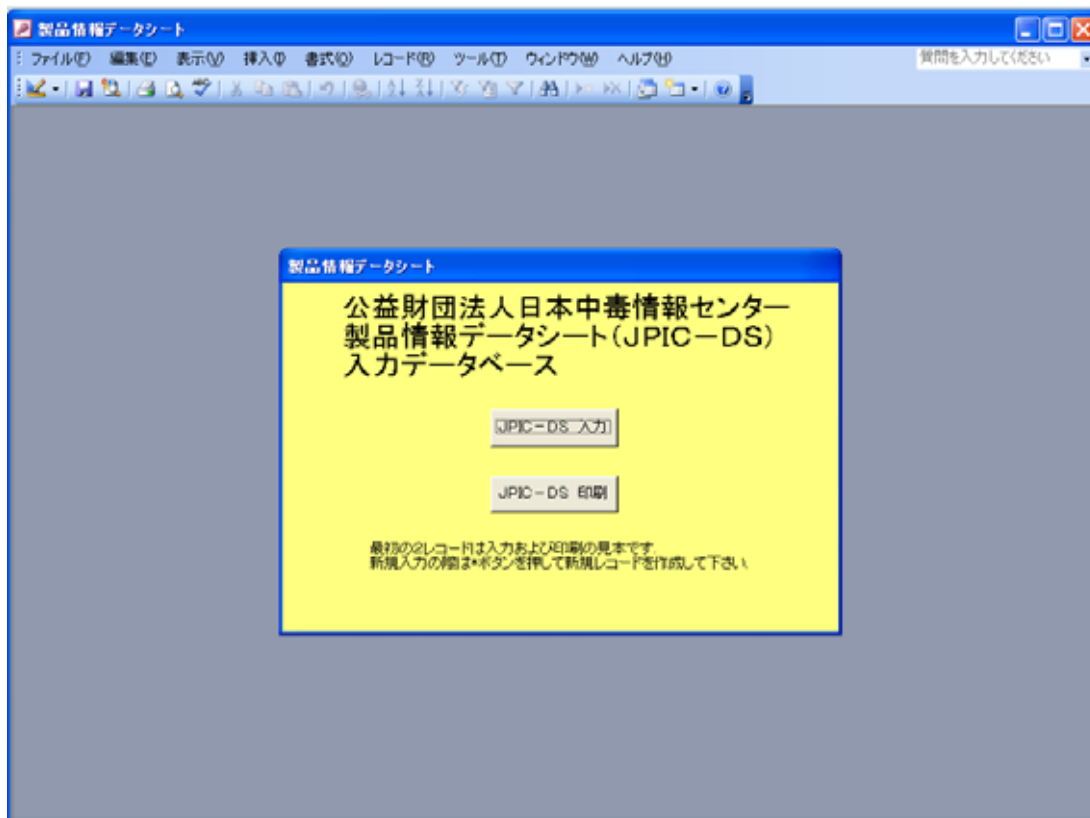 製品情報データシート
ファイル(F) 編集(E) 表示(V) 挿入(I) 書式(O) レコード(R) ツール(T) ウィンドウ(W) ヘルプ(H) 質問を入力してください
製品情報データシート
公益財団法人日本中毒情報センター
製品情報データシート(JPIC-DS)
入力データベース
JPIC-DS 入力
JPIC-DS 印刷
最初の2レコードは入力および印刷の見本です.
新規入力の際は*ボタンを押して新規レコードを作成して下さい.